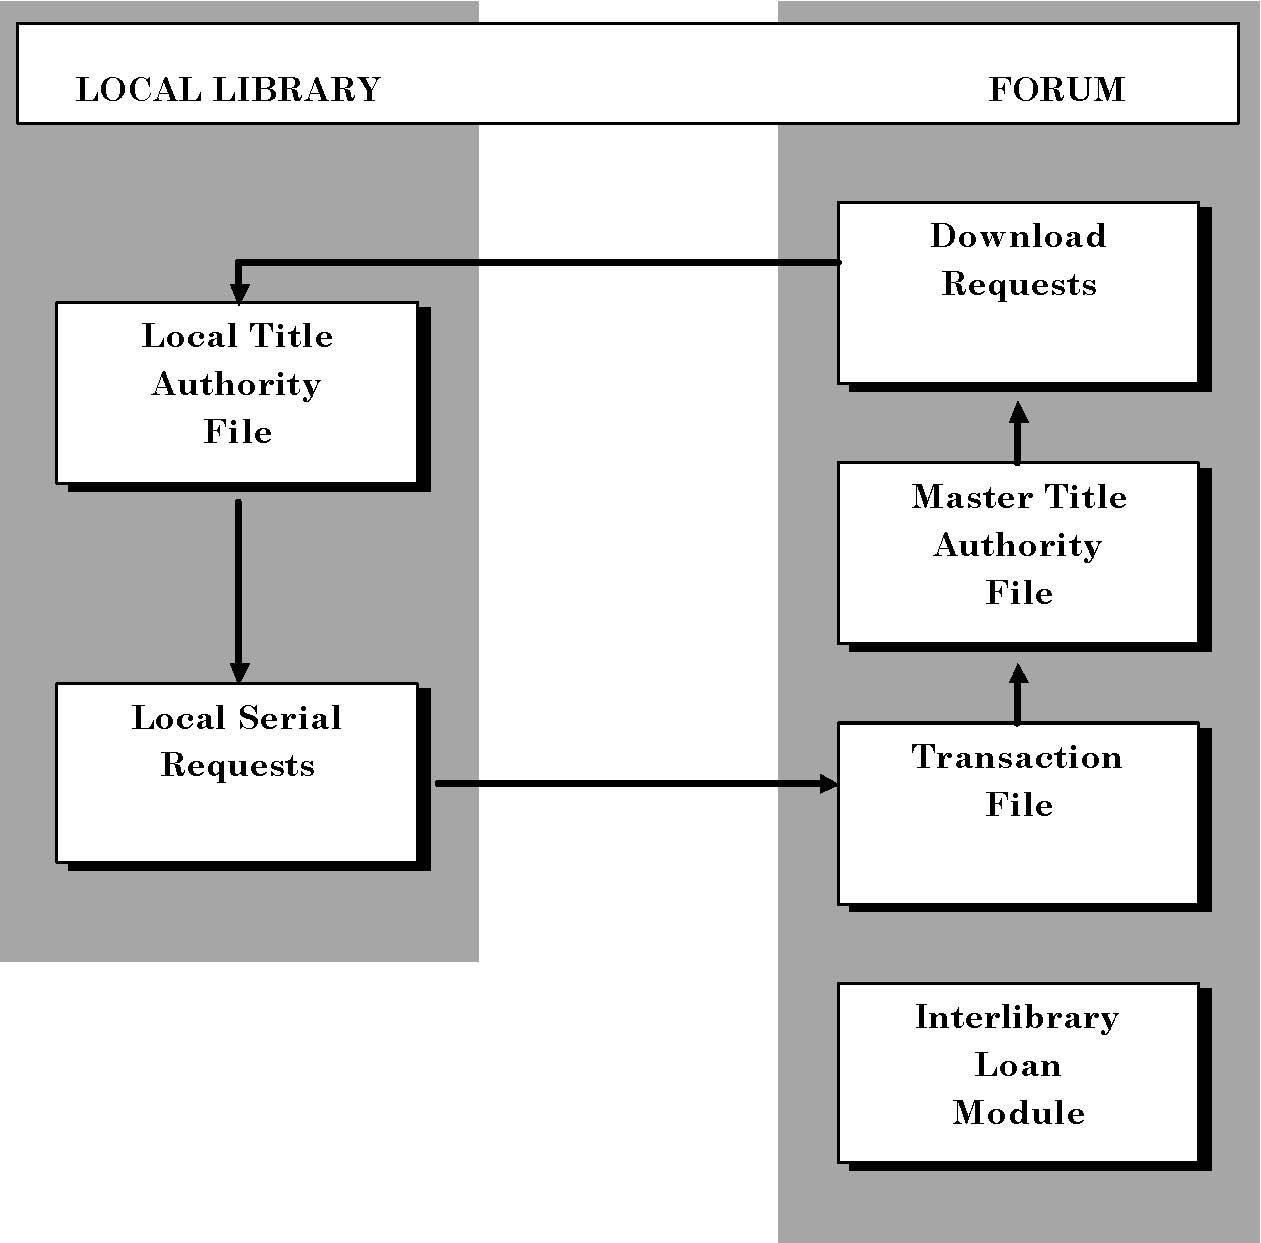 LOCAL LIBRARY
FORUM
Download
Requests
Local Title
Authority
File
Master Title
Authority
File
Local Serial
Requests
Transaction
File
Interlibrary
Loan
Module